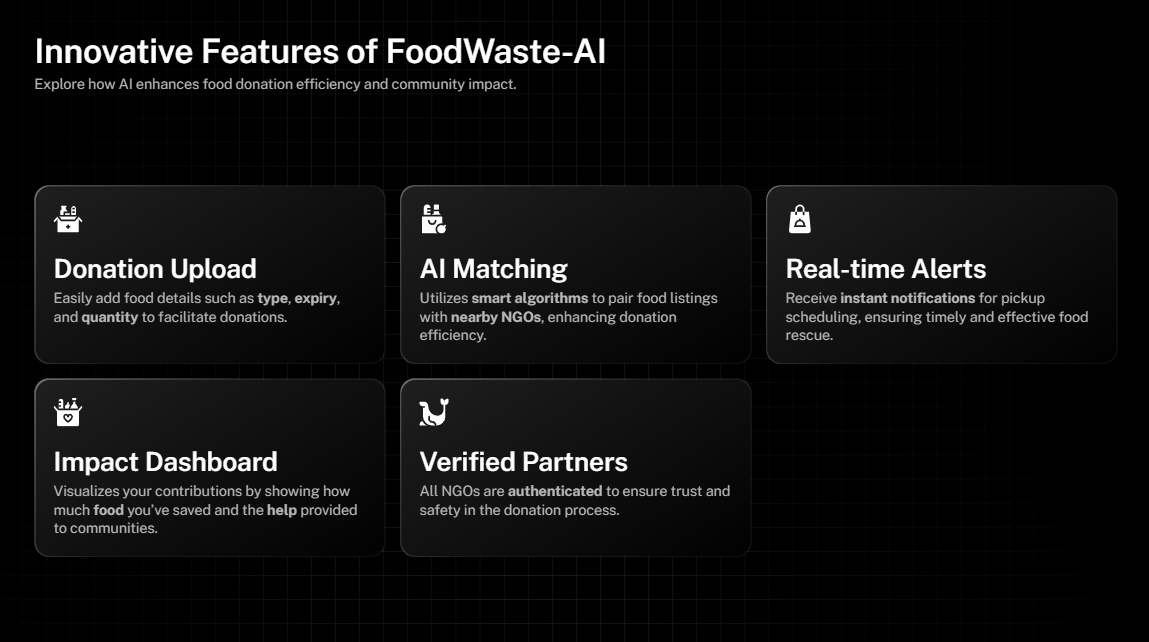 Innovative Features of FoodWaste-AI
Explore how AI enhances food donation efficiency and community impact.
Donation Upload
Easily add food details such as type, expiry,
and quantity to facilitate donations.
AI Matching
Utilizes smart algorithms to pair food listings
with nearby NGOs, enhancing donation
efficiency.
Real-time Alerts
Receive instant notifications for pickup
scheduling, ensuring timely and effective food
rescue.
Impact Dashboard
Visualizes your contributions by showing how
much food you've saved and the help provided
to communities.
Verified Partners
All NGOs are authenticated to ensure trust and
safety in the donation process.